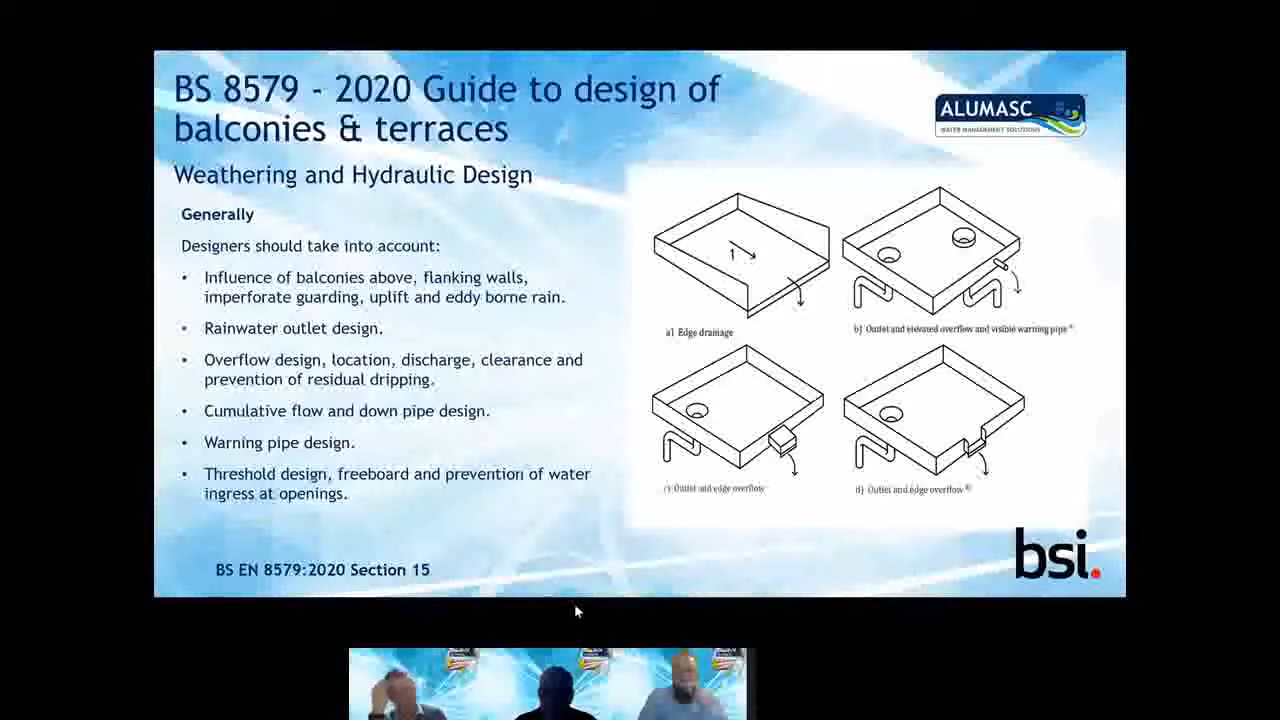 BS 8579 - 2020 Guide to design of
balconies & terraces
ALUMASC
WATER MANAGEMENT SOLUTIONS
Weathering and Hydraulic Design
Generally
Designers should take into account:
• Influence of balconies above, flanking walls,
imperforate guarding, uplift and eddy borne rain.
• Rainwater outlet design.
• Overflow design, location, discharge, clearance and
prevention of residual dripping.
• Cumulative flow and down pipe design.
• Warning pipe design.
• Threshold design, freeboard and prevention of water
ingress at openings.
1
a) Edge drainage
b) Outlet and elevated overflow and visible warning pipe
c) Outlet and edge overflow
d) Outlet and edge overflow
BS EN 8579:2020 Section 15
bsi.